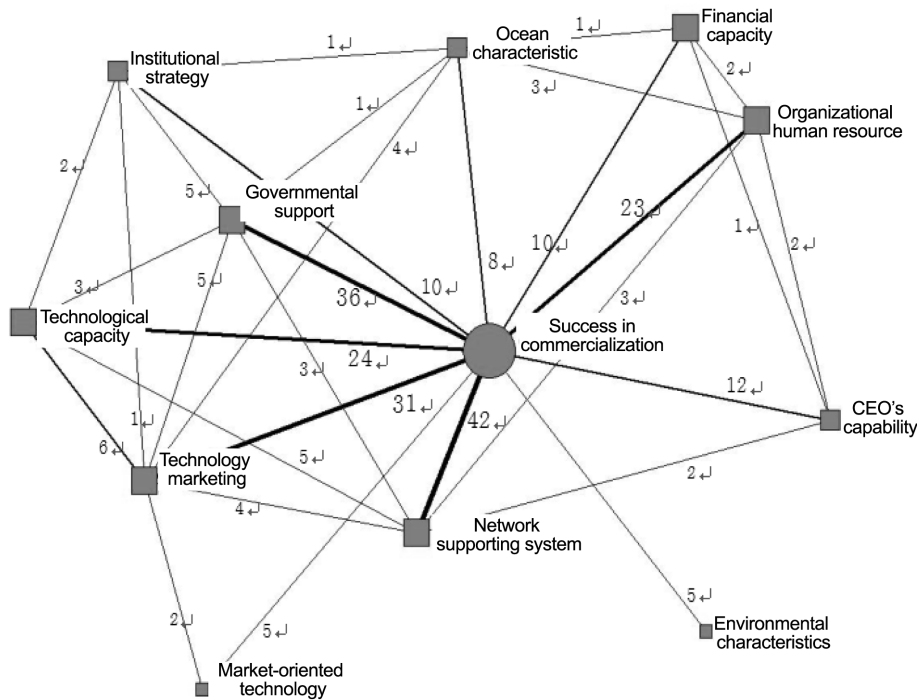 Financial
capacity
Ocean
characteristic
1↵
Institutional
strategy
1↵
2↵
3↵
Organizational
human resource
1↵
4↵
2↵
5↵
Governmental
support
23↵
1↵
10↵
2↵
8↵
5↵
3↵
10↵
36↵
3↵
Technological
capacity
Success in
commercialization
24↵
3↵
12↵
31↵
42↵
CEO's
capability
1↵
6↵
Technology
marketing
5↵
2↵
4↵
Network
supporting system
5↵
2↵
5↵
Environmental
characteristics
Market-oriented
technology